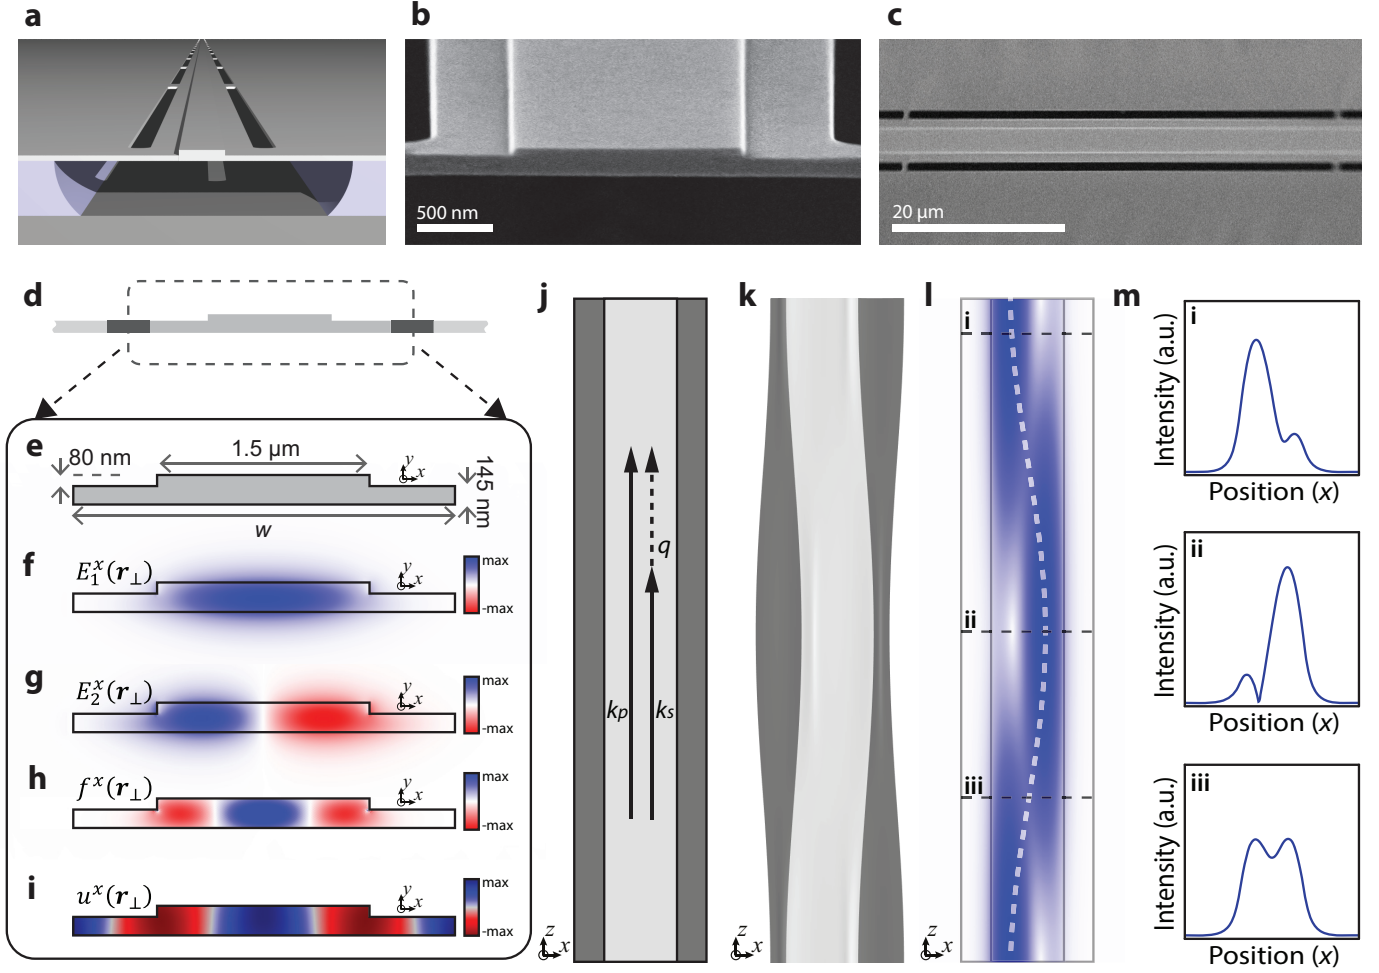 a
b
c
500 nm
20 µm
d
e
80 nm
1.5 µm
y
x
145 nm
w
f
E₁ˣ(r⊥)
y
x
max
-max
g
E₂ˣ(r⊥)
y
x
max
-max
h
fˣ(r⊥)
y
x
max
-max
i
uˣ(r⊥)
y
x
max
-max
j
q
kₚ
kₛ
z
x
k
z
x
l
i
ii
iii
z
x
m
i
Intensity (a.u.)
Position (x)
ii
Intensity (a.u.)
Position (x)
iii
Intensity (a.u.)
Position (x)